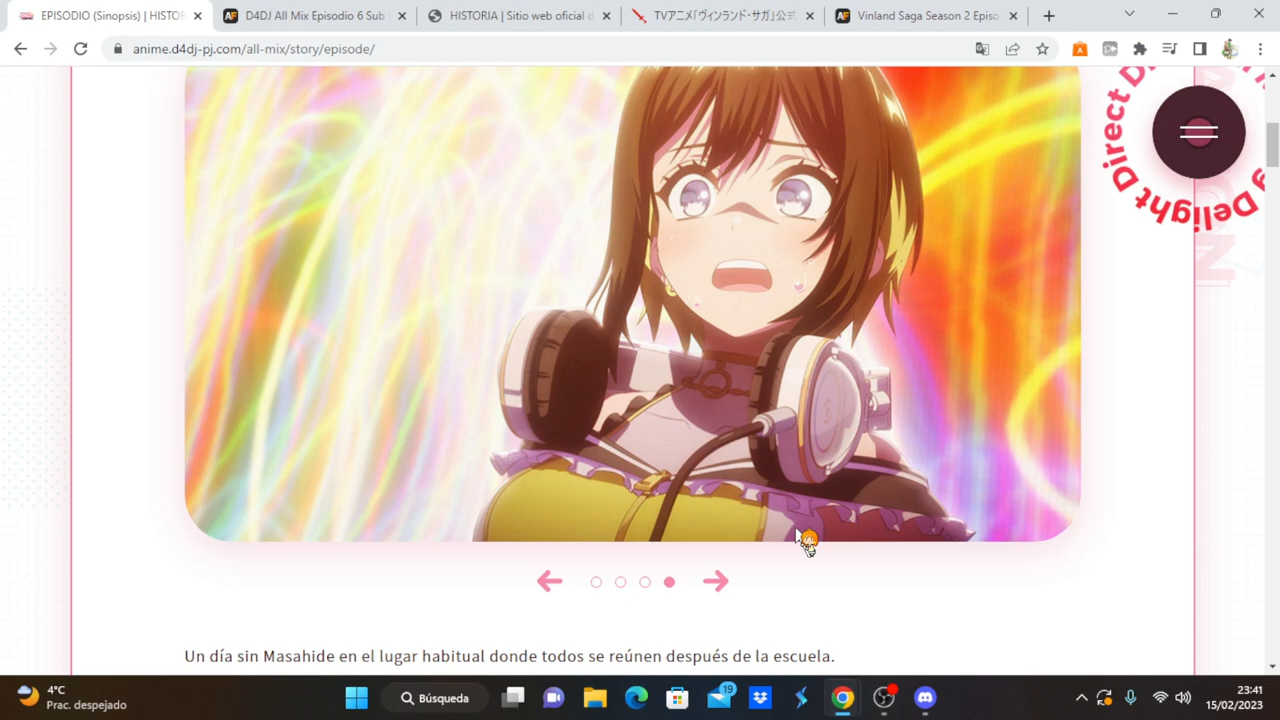 EPISODIO (Sinopsis) | HISTOR
D4DJ All Mix Episodio 6 Sub
HISTORIA | Sitio web oficial d
TVアニメ「ヴィンランド・サガ」公式
Vinland Saga Season 2 Episo
anime.d4dj-pj.com/all-mix/story/episode/
Direct Di
g Delight
Un día sin Masahide en el lugar habitual donde todos se reúnen después de la escuela.
4°C
Prac. despejado
Búsqueda
19
23:41
15/02/2023